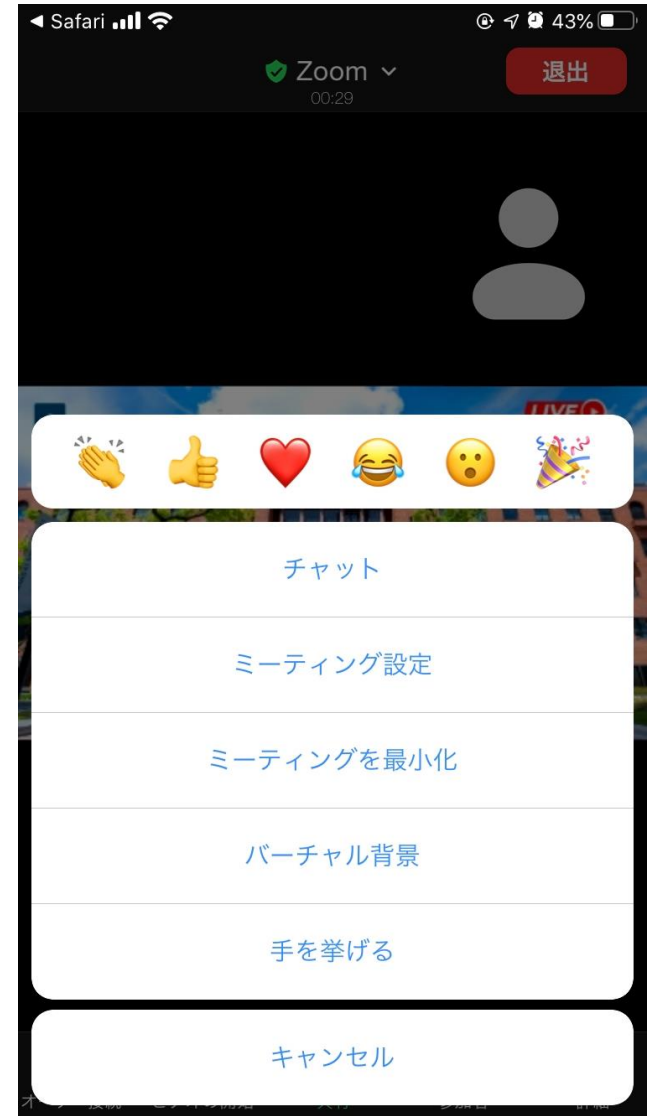 Safari
43%
Zoom
退出
00:29
LIVE
チャット
ミーティング設定
ミーティングを最小化
バーチャル背景
手を挙げる
キャンセル